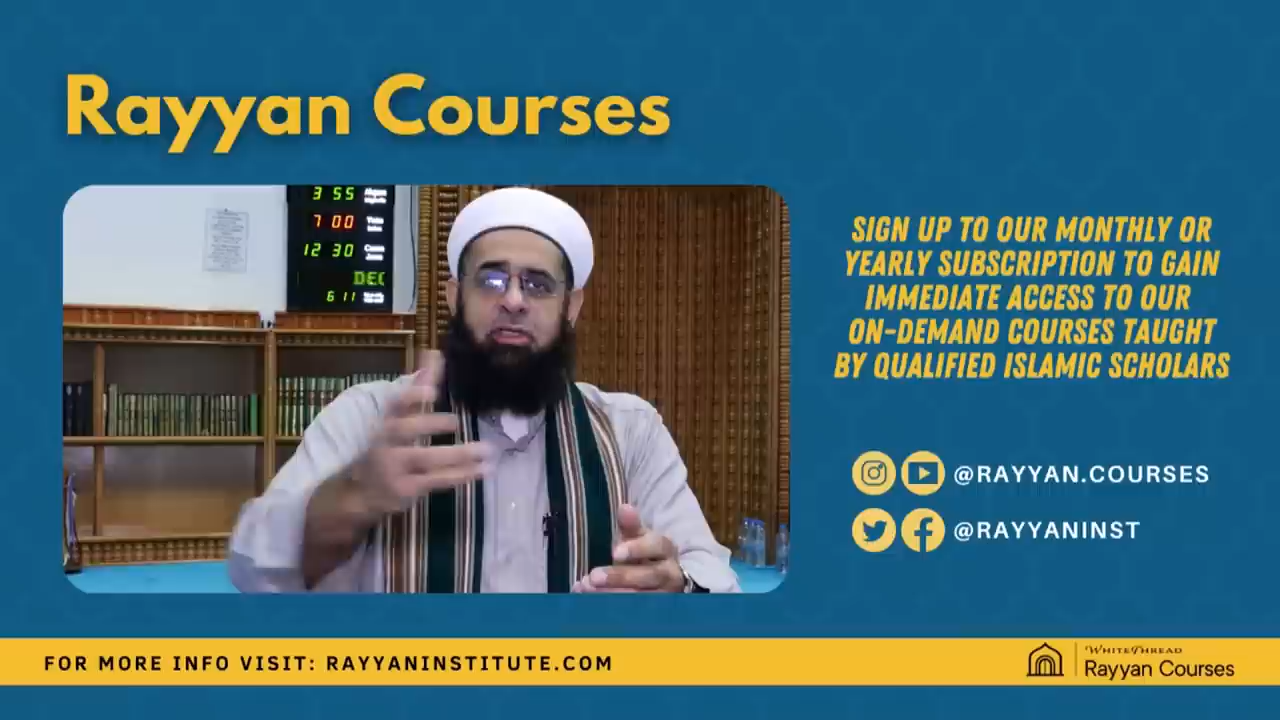 Rayyan Courses
3 55
7 00
12 30
DEC
6 11
SIGN UP TO OUR MONTHLY OR
YEARLY SUBSCRIPTION TO GAIN
IMMEDIATE ACCESS TO OUR
ON-DEMAND COURSES TAUGHT
BY QUALIFIED ISLAMIC SCHOLARS
@RAYYAN.COURSES
@RAYYANINST
FOR MORE INFO VISIT: RAYYANINSTITUTE.COM
WHITETHREAD
Rayyan Courses